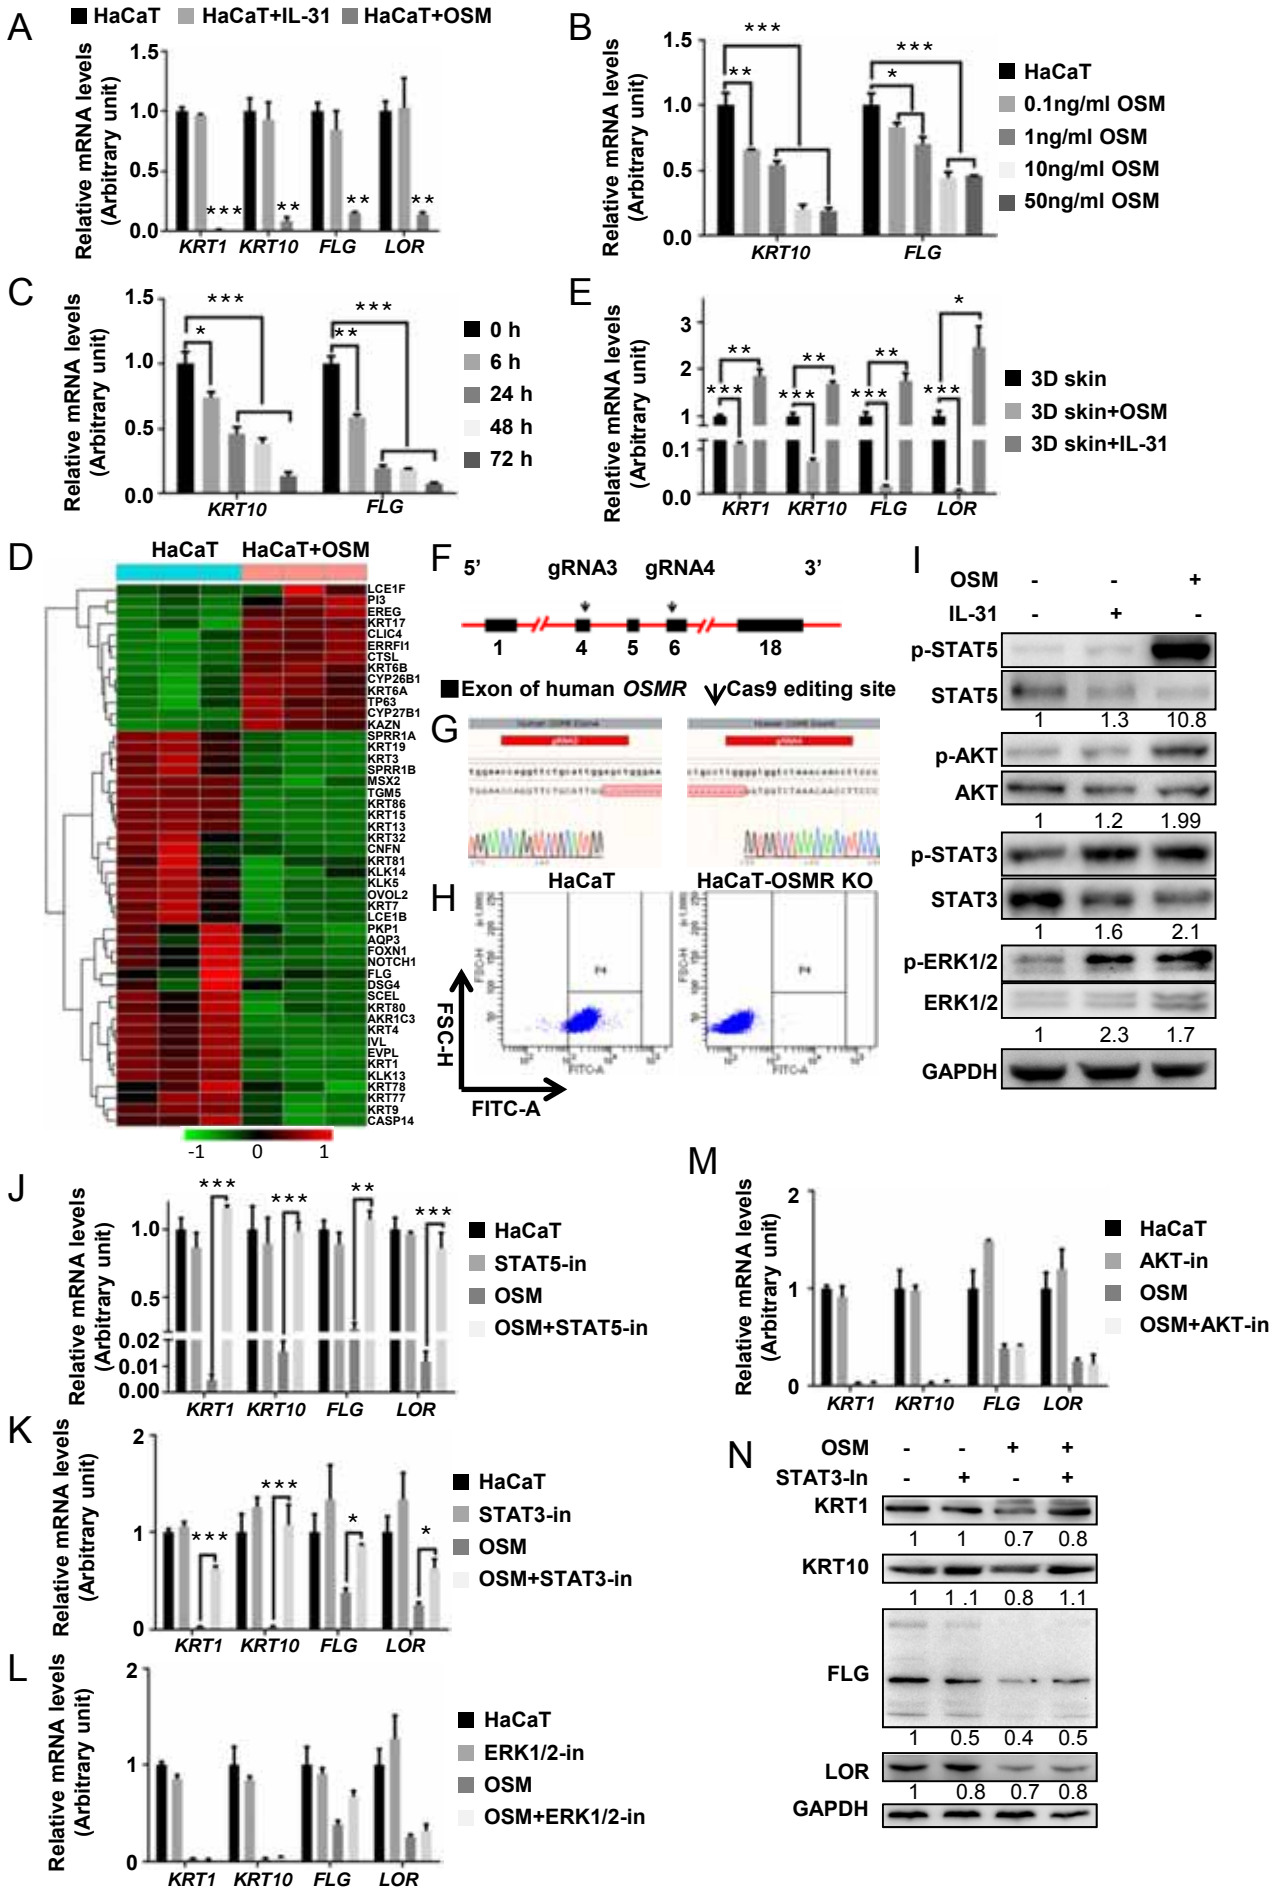 A
HaCaT HaCaT+IL-31 HaCaT+OSM
Relative mRNA levels
(Arbitrary unit)
1.5
1.0
0.5
0.0
*** ** ** **
KRT1 KRT10 FLG LOR
B
Relative mRNA levels
(Arbitrary unit)
1.5
1.0
0.5
0.0
*** ** *** *
KRT10 FLG
HaCaT
0.1ng/ml OSM
1ng/ml OSM
10ng/ml OSM
50ng/ml OSM
C
Relative mRNA levels
(Arbitrary unit)
1.5
1.0
0.5
0.0
*** * *** **
KRT10 FLG
0 h
6 h
24 h
48 h
72 h
E
Relative mRNA levels
(Arbitrary unit)
3
2
1
0.1
0.0
*** ** *** ** *** ** *** *
KRT1 KRT10 FLG LOR
3D skin
3D skin+OSM
3D skin+IL-31
D
HaCaT HaCaT+OSM
LCE1F
PI3
EREG
KRT17
CLIC4
ERRFI1
CTSL
KRT6B
CYP26B1
KRT6A
TP63
CYP27B1
KAZN
SPRR1A
KRT19
KRT3
SPRR1B
MSX2
TGM5
KRT86
KRT15
KRT13
KRT32
CNFN
KRT81
KLK14
KLK5
OVOL2
KRT7
LCE1B
PKP1
AQP3
FOXN1
NOTCH1
FLG
DSG4
SCEL
KRT80
AKR1C3
KRT4
IVL
EVPL
KRT1
KLK13
KRT78
KRT77
KRT9
CASP14
-1 0 1
F
5' gRNA3 gRNA4 3'
1 4 5 6 18
Exon of human OSMR Cas9 editing site
G
H
HaCaT HaCaT-OSMR KO
FSC-H
FITC-A
FSC-H
FITC-A
FSC-H
FITC-A
I
OSM - - +
IL-31 - + -
p-STAT5
STAT5
1 1.3 10.8
p-AKT
AKT
1 1.2 1.99
p-STAT3
STAT3
1 1.6 2.1
p-ERK1/2
ERK1/2
1 2.3 1.7
GAPDH
J
Relative mRNA levels
(Arbitrary unit)
1.0
0.5
0.02
0.01
0.00
*** *** ** ***
KRT1 KRT10 FLG LOR
HaCaT
STAT5-in
OSM
OSM+STAT5-in
K
Relative mRNA levels
(Arbitrary unit)
2
1
0
*** *** * *
KRT1 KRT10 FLG LOR
HaCaT
STAT3-in
OSM
OSM+STAT3-in
L
Relative mRNA levels
(Arbitrary unit)
2
1
0
KRT1 KRT10 FLG LOR
HaCaT
ERK1/2-in
OSM
OSM+ERK1/2-in
M
Relative mRNA levels
(Arbitrary unit)
2
1
0
KRT1 KRT10 FLG LOR
HaCaT
AKT-in
OSM
OSM+AKT-in
N
OSM - - + +
STAT3-In - + - +
KRT1
1 1 0.7 0.8
KRT10
1 1 .1 0.8 1.1
FLG
1 0.5 0.4 0.5
LOR
1 0.8 0.7 0.8
GAPDH